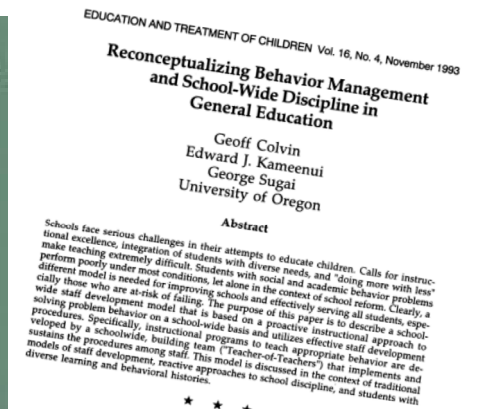 EDUCATION AND TREATMENT OF CHILDREN Vol. 16, No. 4, November 1993
Reconceptualizing Behavior Management
and School-Wide Discipline in
General Education
Geoff Colvin
Edward J. Kameenui
George Sugai
University of Oregon
Abstract
Schools face serious challenges in their attempts to educate children. Calls for instruc-
tional excellence, integration of students with diverse needs, and "doing more with less"
make teaching extremely difficult. Students with social and academic behavior problems
perform poorly under most conditions, let alone in the context of school reform. Clearly, a
different model is needed for improving schools and effectively serving all students, espe-
cially those who are at-risk of failing. The purpose of this paper is to describe a school-
wide staff development model that is based on a proactive instructional approach to
solving problem behavior on a school-wide basis and utilizes effective staff development
procedures. Specifically, instructional programs to teach appropriate behavior are de-
veloped by a schoolwide, building team ("Teacher-of-Teachers") that implements and
sustains the procedures among staff. This model is discussed in the context of traditional
models of staff development, reactive approaches to school discipline, and students with
diverse learning and behavioral histories.